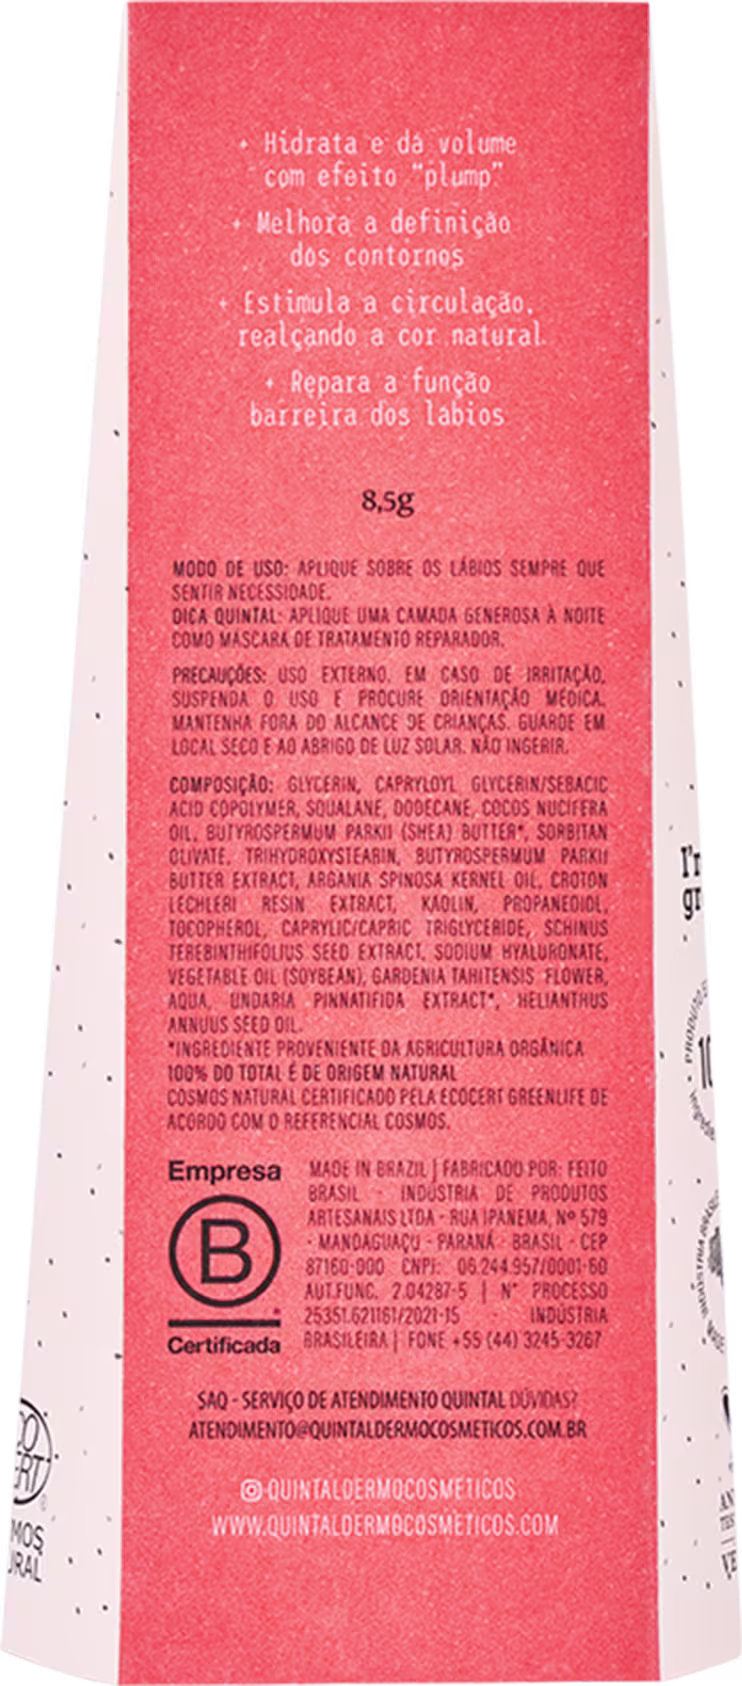 + Hidrata e dá volume
com efeito "plump"
+ Melhora a definição
dos contornos
+ Estimula a circulação,
realçando a cor natural
+ Repara a função
barreira dos lábios
8,5g
MODO DE USO: APLIQUE SOBRE OS LÁBIOS SEMPRE QUE
SENTIR NECESSIDADE.
DICA QUINTAL: APLIQUE UMA CAMADA GENEROSA À NOITE
COMO MÁSCARA DE TRATAMENTO REPARADOR.
PRECAUÇÕES: USO EXTERNO. EM CASO DE IRRITAÇÃO,
SUSPENDA O USO E PROCURE ORIENTAÇÃO MÉDICA.
MANTENHA FORA DO ALCANCE DE CRIANÇAS. GUARDE EM
LOCAL SECO E AO ABRIGO DE LUZ SOLAR. NÃO INGERIR.
COMPOSIÇÃO: GLYCERIN, CAPRYLOYL GLYCERIN/SEBACIC
ACID COPOLYMER, SQUALANE, DODECANE, COCOS NUCIFERA
OIL, BUTYROSPERMUM PARKII (SHEA) BUTTER*, SORBITAN
OLIVATE, TRIHYDROXYSTEARIN, BUTYROSPERMUM PARKII
BUTTER EXTRACT, ARGANIA SPINOSA KERNEL OIL, CROTON
LECHLERI RESIN EXTRACT, KAOLIN, PROPANEDIOL,
TOCOPHEROL, CAPRYLIC/CAPRIC TRIGLYCERIDE, SCHINUS
TEREBINTHIFOLIUS SEED EXTRACT, SODIUM HYALURONATE,
VEGETABLE OIL (SOYBEAN), GARDENIA TAHITENSIS FLOWER,
AQUA, UNDARIA PINNATIFIDA EXTRACT*, HELIANTHUS
ANNUUS SEED OIL.
*INGREDIENTE PROVENIENTE DA AGRICULTURA ORGÂNICA
100% DO TOTAL É DE ORIGEM NATURAL
COSMOS NATURAL CERTIFICADO PELA ECOCERT GREENLIFE DE
ACORDO COM O REFERENCIAL COSMOS.
Empresa
B
Certificada
MADE IN BRAZIL | FABRICADO POR: FEITO
BRASIL - INDÚSTRIA DE PRODUTOS
ARTESANAIS LTDA - RUA IPANEMA, Nº 579
- MANDAGUAÇU - PARANÁ - BRASIL - CEP
87160-000 CNPJ: 06.244.957/0001-60
AUT.FUNC. 2.04287-5 | N° PROCESSO
25351.621161/2021-15 - INDÚSTRIA
BRASILEIRA | FONE +55 (44) 3245-3267
SAQ - SERVIÇO DE ATENDIMENTO QUINTAL DÚVIDAS?
ATENDIMENTO@QUINTALDERMOCOSMETICOS.COM.BR
QUINTALDERMOCOSMETICOS
WWW.QUINTALDERMOCOSMETICOS.COM